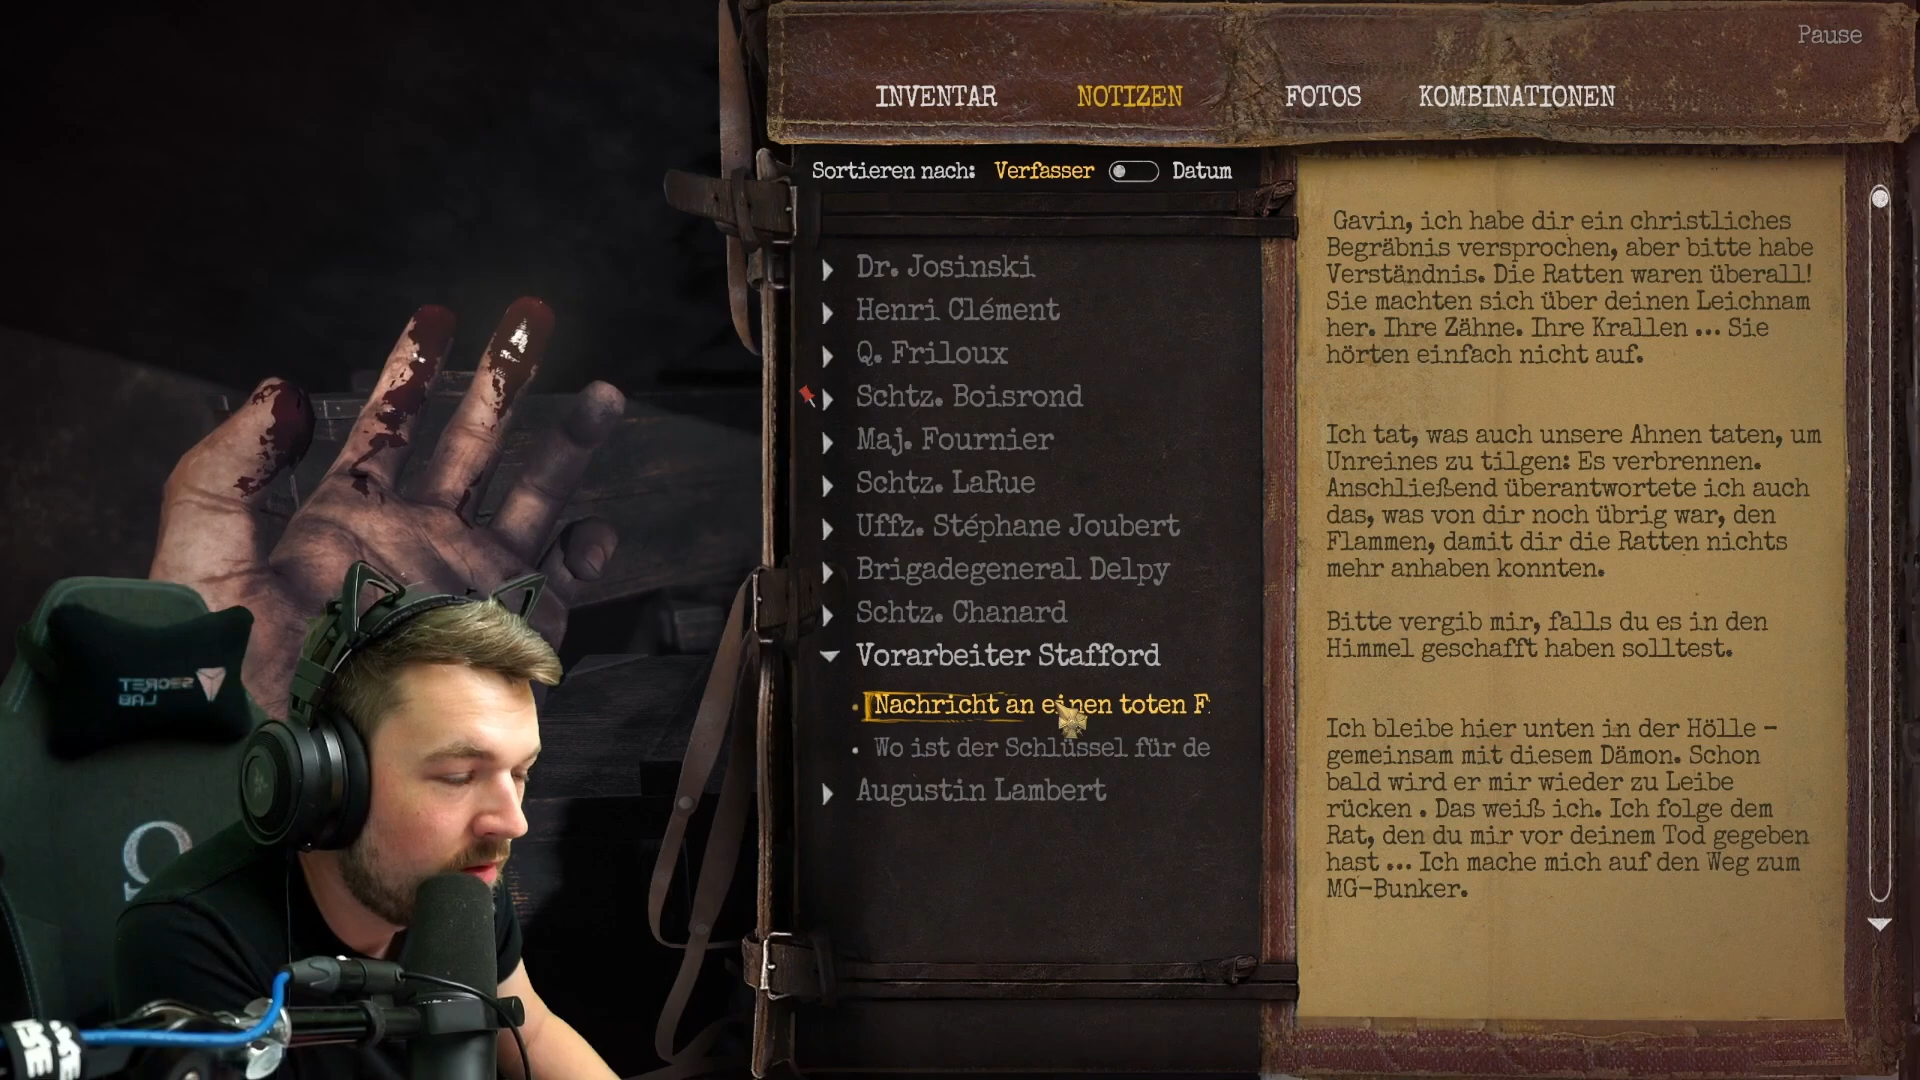 Pause
INVENTAR NOTIZEN FOTOS KOMBINATIONEN
Sortieren nach: Verfasser Datum
Dr. Josinski
Henri Clément
Q. Friloux
Schtz. Boisrond
Maj. Fournier
Schtz. LaRue
Uffz. Stéphane Joubert
Brigadegeneral Delpy
Schtz. Chanard
Vorarbeiter Stafford
Nachricht an einen toten F
Wo ist der Schlüssel für de
Augustin Lambert
Gavin, ich habe dir ein christliches
Begräbnis versprochen, aber bitte habe
Verständnis. Die Ratten waren überall!
Sie machten sich über deinen Leichnam
her. Ihre Zähne. Ihre Krallen ... Sie
hörten einfach nicht auf.
Ich tat, was auch unsere Ahnen taten, um
Unreines zu tilgen: Es verbrennen.
Anschließend überantwortete ich auch
das, was von dir noch übrig war, den
Flammen, damit dir die Ratten nichts
mehr anhaben konnten.
Bitte vergib mir, falls du es in den
Himmel geschafft haben solltest.
Ich bleibe hier unten in der Hölle –
gemeinsam mit diesem Dämon. Schon
bald wird er mir wieder zu Leibe
rücken . Das weiß ich. Ich folge dem
Rat, den du mir vor deinem Tod gegeben
hast ... Ich mache mich auf den Weg zum
MG-Bunker.
SECRET
LAB